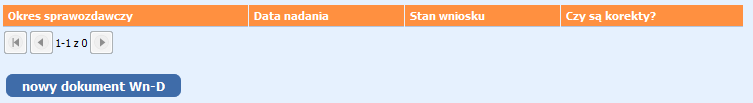 Okres sprawozdawczy Data nadania Stan wniosku Czy są korekty?
1-1 z 0
nowy dokument Wn-D